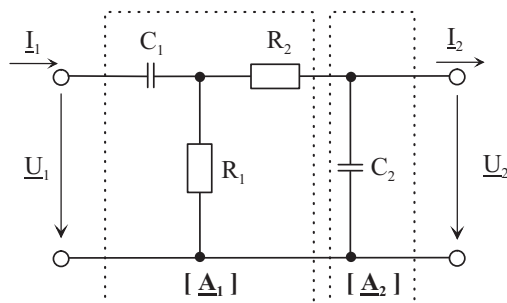 I₁ C₁ R₂ I₂
U₁ R₁ C₂ U₂
[ A₁ ] [ A₂ ]